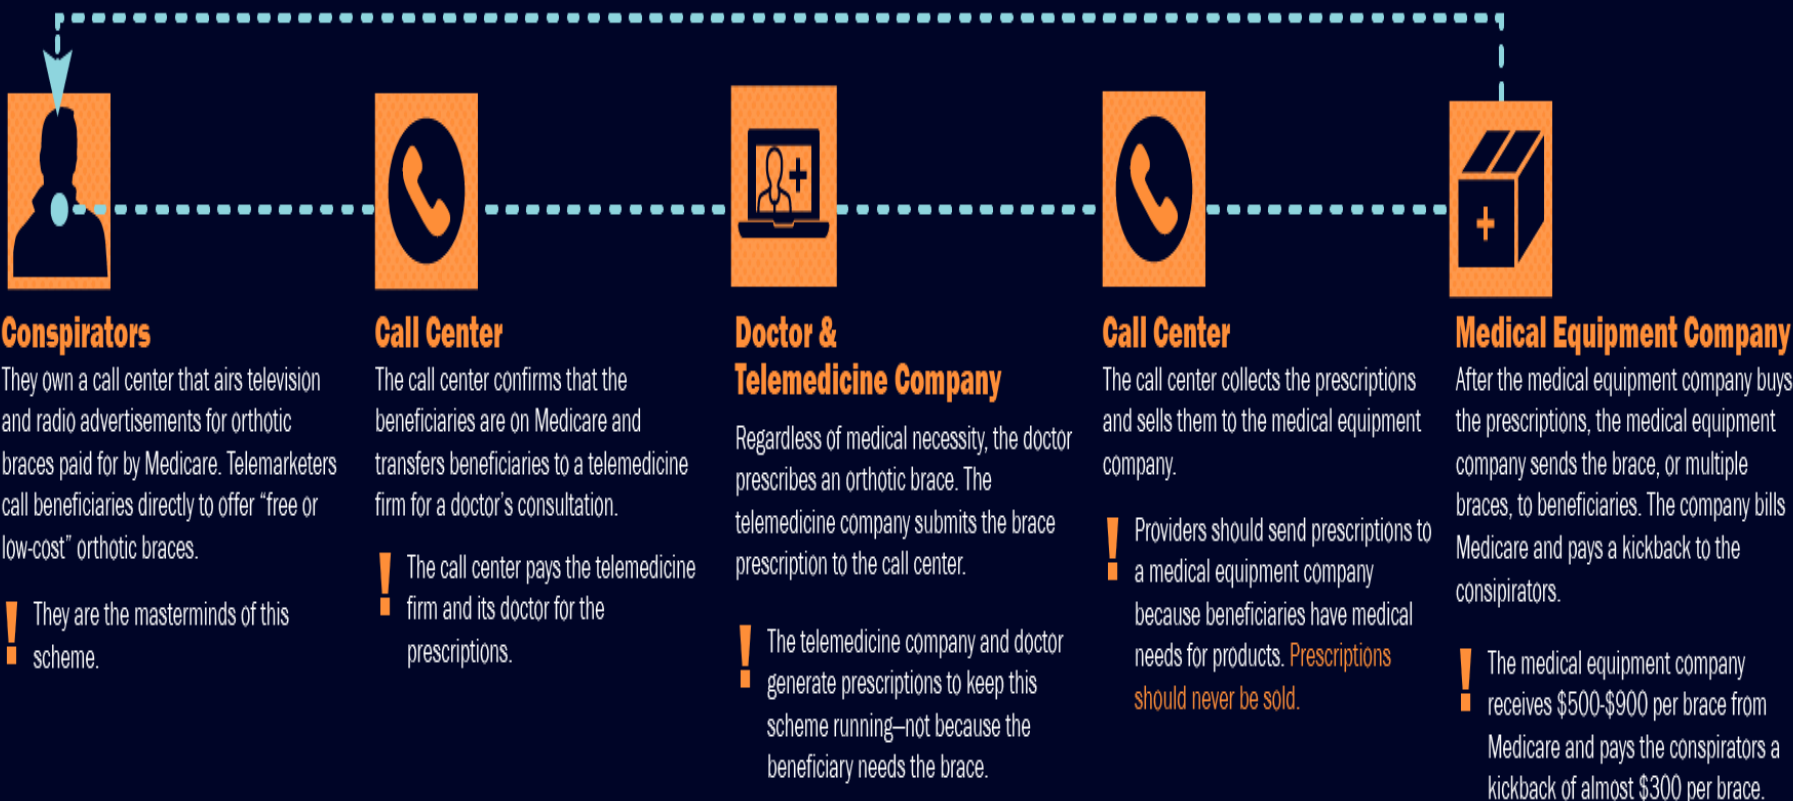 Conspirators
They own a call center that airs television
and radio advertisements for orthotic
braces paid for by Medicare. Telemarketers
call beneficiaries directly to offer “free or
low-cost” orthotic braces.
! They are the masterminds of this
scheme.
Call Center
The call center confirms that the
beneficiaries are on Medicare and
transfers beneficiaries to a telemedicine
firm for a doctor’s consultation.
! The call center pays the telemedicine
firm and its doctor for the
prescriptions.
Doctor &
Telemedicine Company
Regardless of medical necessity, the doctor
prescribes an orthotic brace. The
telemedicine company submits the brace
prescription to the call center.
! The telemedicine company and doctor
generate prescriptions to keep this
scheme running—not because the
beneficiary needs the brace.
Call Center
The call center collects the prescriptions
and sells them to the medical equipment
company.
! Providers should send prescriptions to
a medical equipment company
because beneficiaries have medical
needs for products. Prescriptions
should never be sold.
Medical Equipment Company
After the medical equipment company buys
the prescriptions, the medical equipment
company sends the brace, or multiple
braces, to beneficiaries. The company bills
Medicare and pays a kickback to the
consipirators.
! The medical equipment company
receives $500-$900 per brace from
Medicare and pays the conspirators a
kickback of almost $300 per brace.